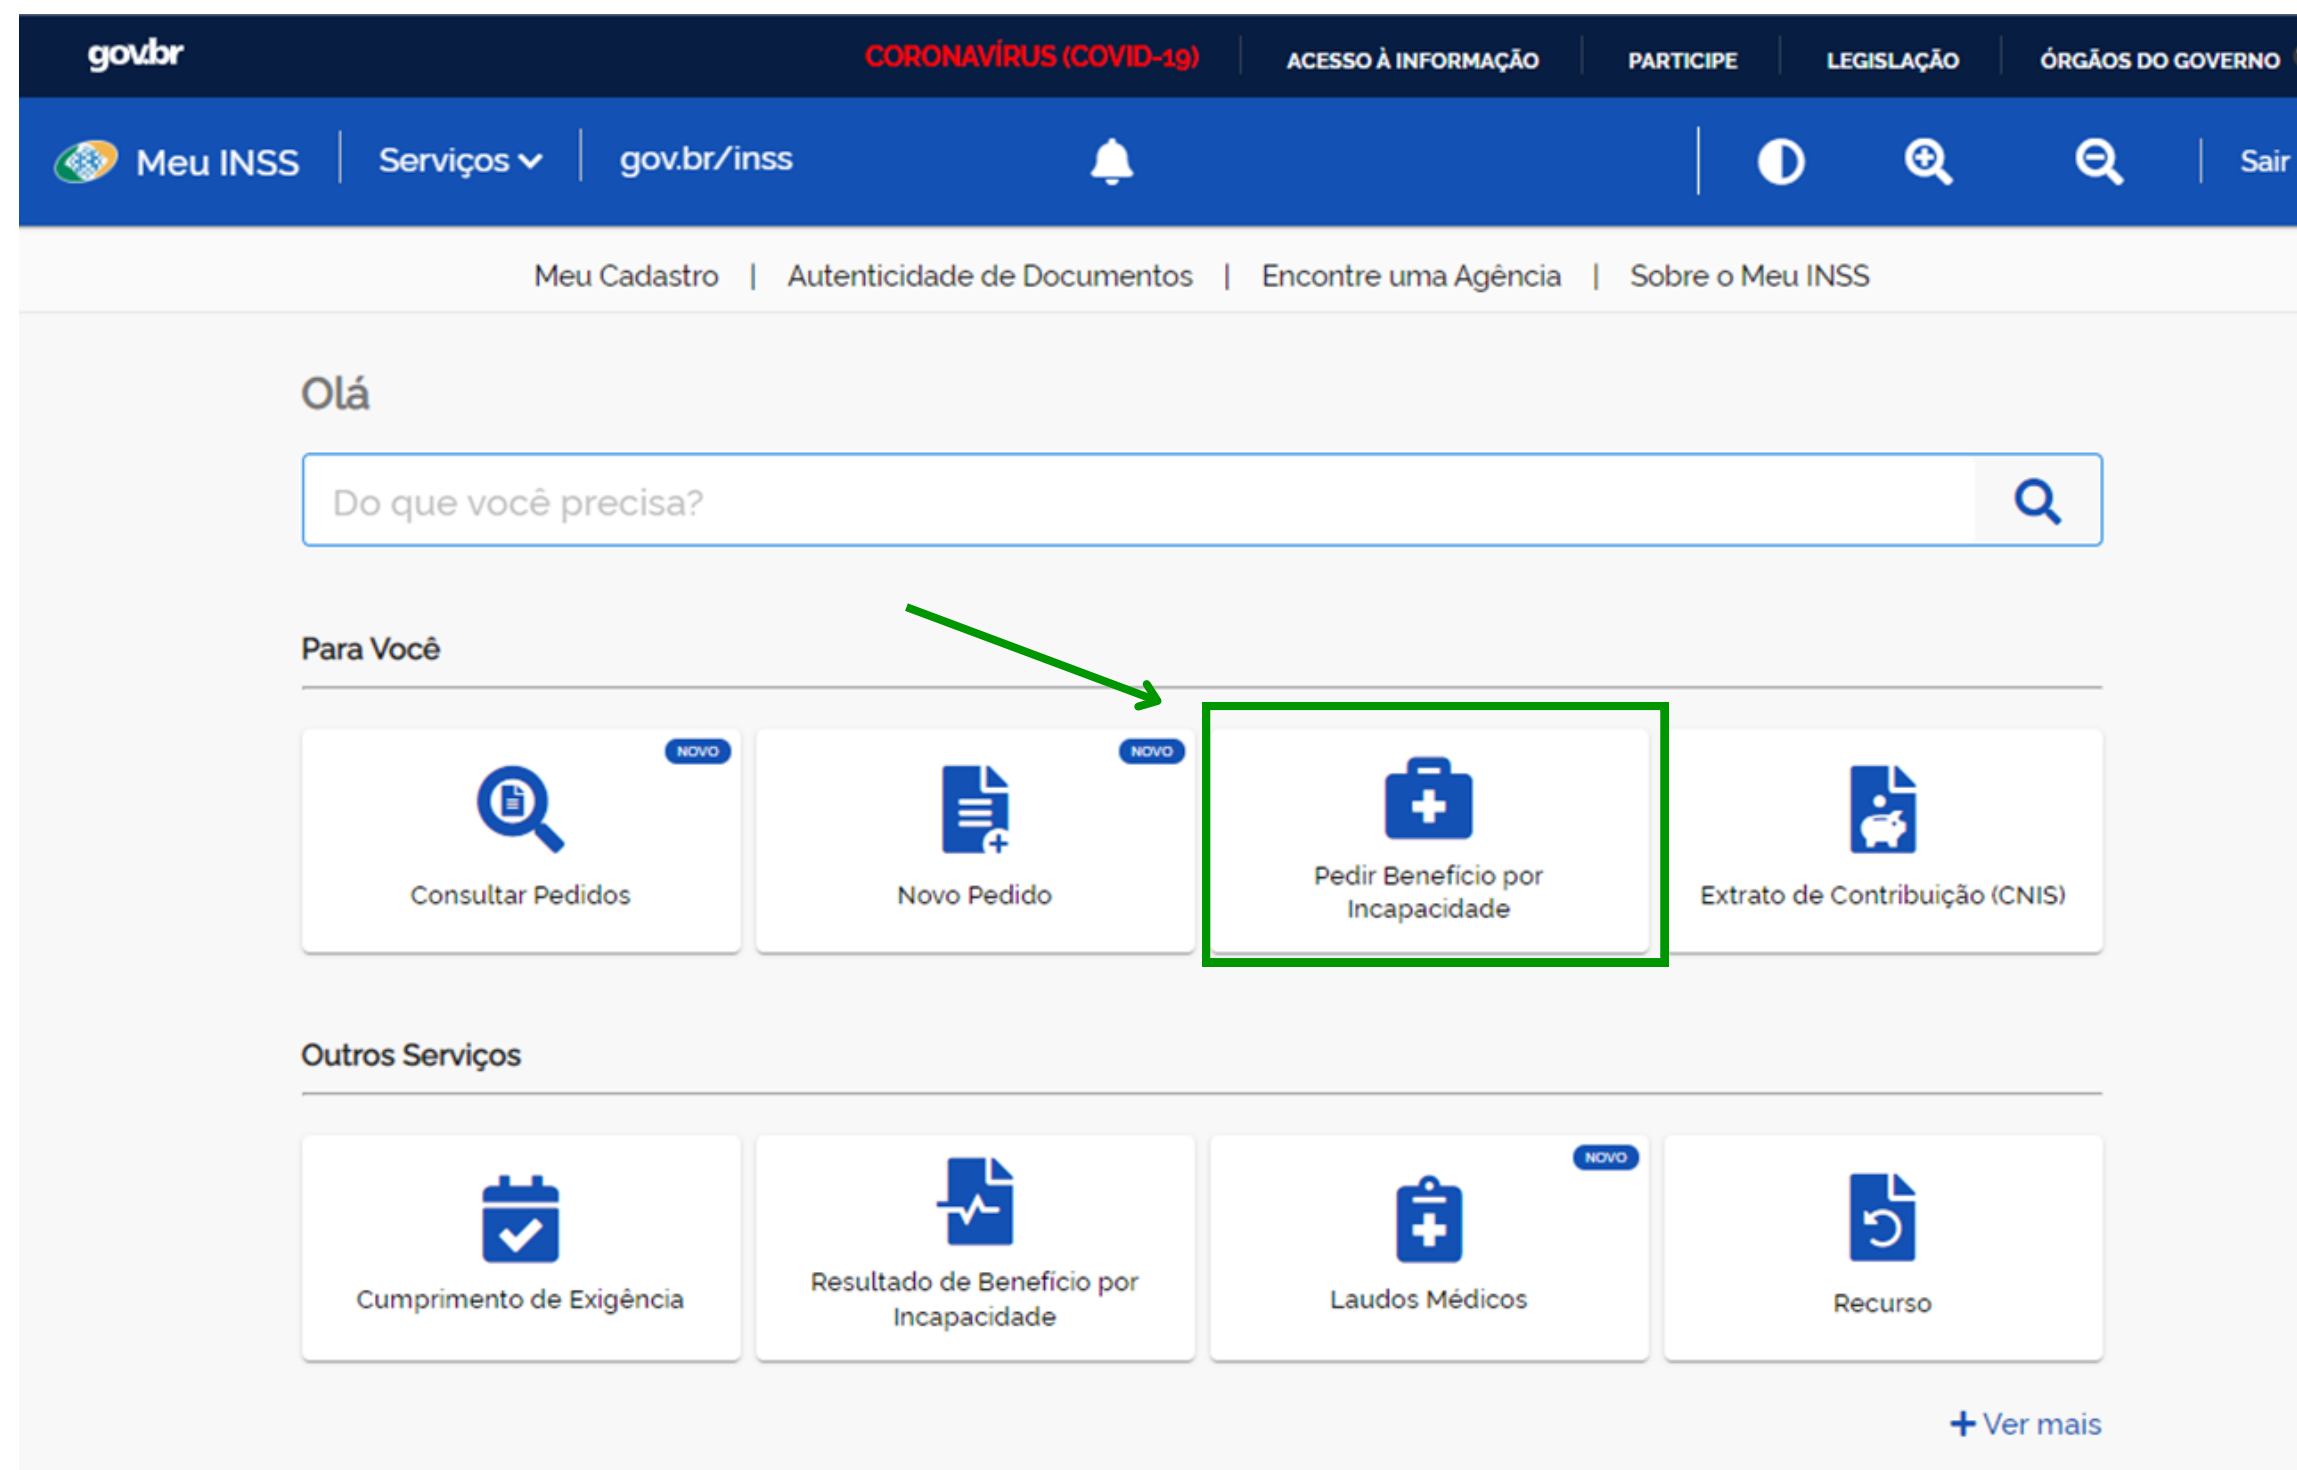 gov.br
CORONAVÍRUS (COVID-19)
ACESSO À INFORMAÇÃO
PARTICIPE
LEGISLAÇÃO
ÓRGÃOS DO GOVERNO
Meu INSS
Serviços
gov.br/inss
Sair
Meu Cadastro | Autenticidade de Documentos | Encontre uma Agência | Sobre o Meu INSS
Olá
Do que você precisa?
Para Você
NOVO
Consultar Pedidos
NOVO
Novo Pedido
Pedir Benefício por
Incapacidade
Extrato de Contribuição (CNIS)
Outros Serviços
Cumprimento de Exigência
Resultado de Benefício por
Incapacidade
NOVO
Laudos Médicos
Recurso
+ Ver mais